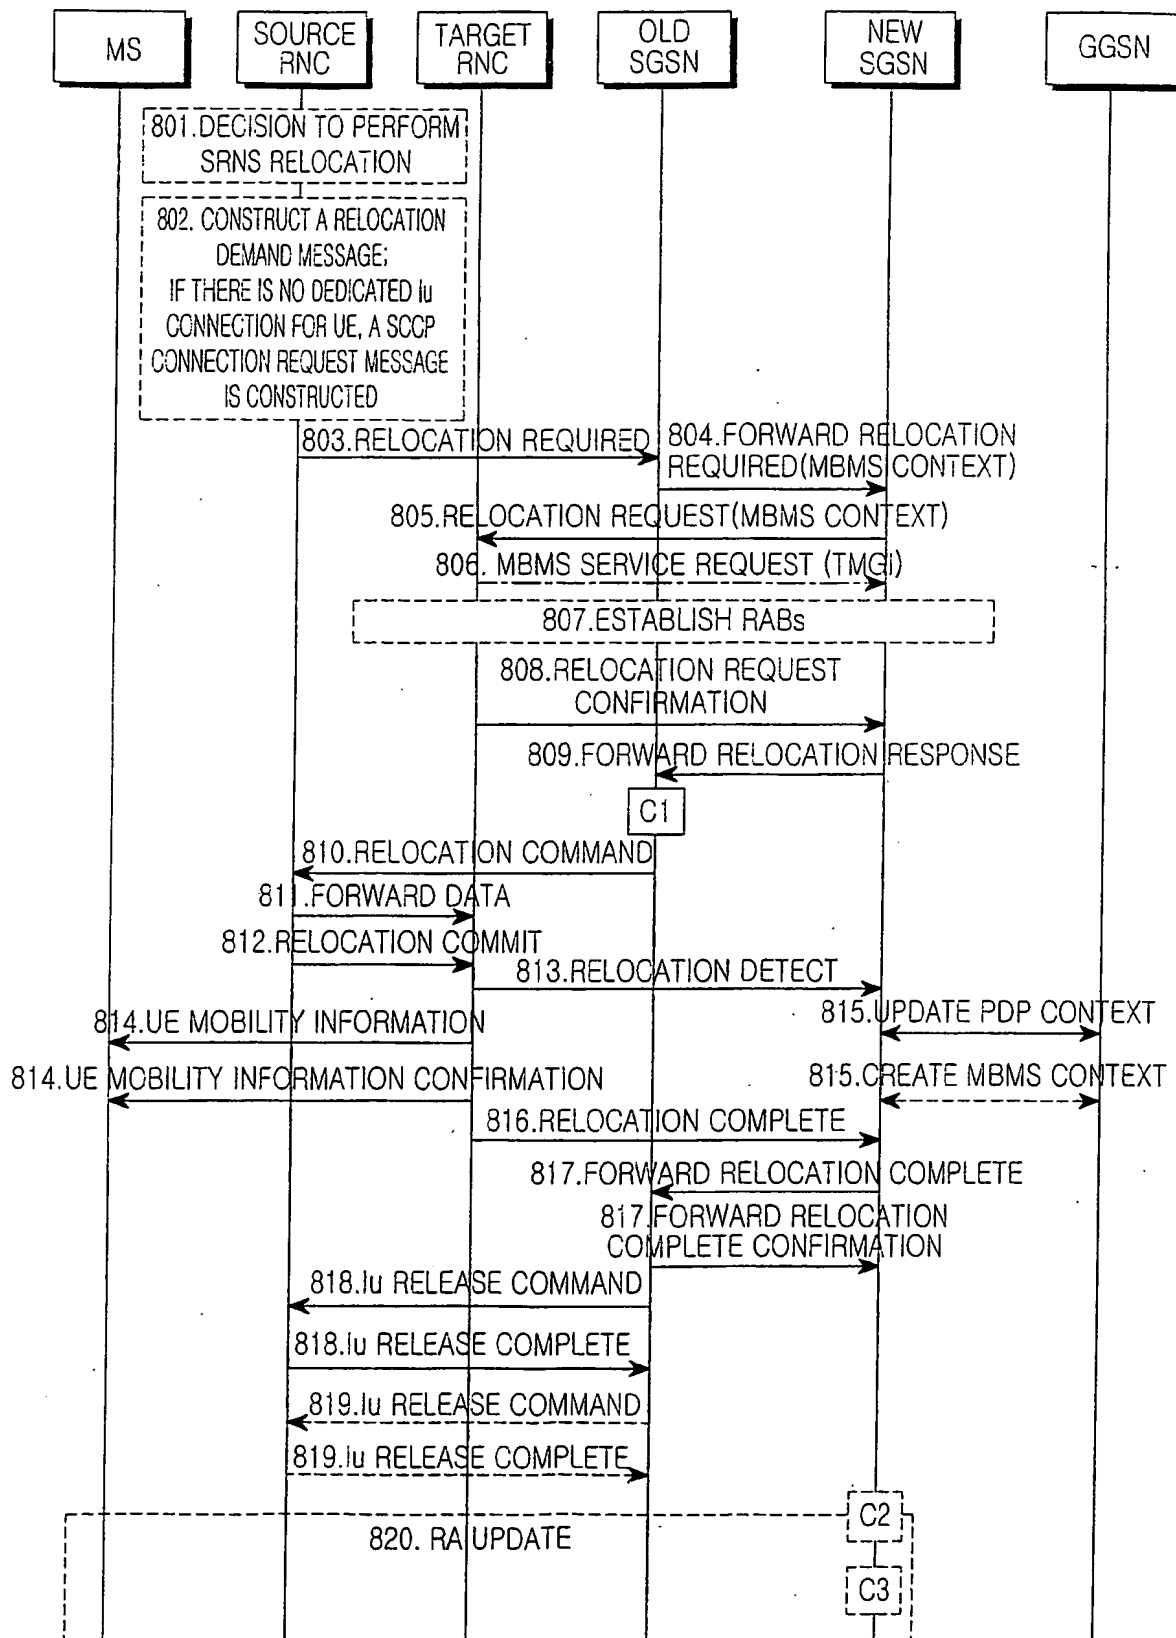 MS
SOURCE
RNC
TARGET
RNC
OLD
SGSN
NEW
SGSN
GGSN
801.DECISION TO PERFORM
SRNS RELOCATION
802. CONSTRUCT A RELOCATION
DEMAND MESSAGE;
IF THERE IS NO DEDICATED Iu
CONNECTION FOR UE, A SCCP
CONNECTION REQUEST MESSAGE
IS CONSTRUCTED
803.RELOCATION REQUIRED
804.FORWARD RELOCATION
REQUIRED(MBMS CONTEXT)
805.RELOCATION REQUEST(MBMS CONTEXT)
806. MBMS SERVICE REQUEST (TMGi)
807.ESTABLISH RABs
808.RELOCATION REQUEST
CONFIRMATION
809.FORWARD RELOCATION RESPONSE
C1
810.RELOCATION COMMAND
811.FORWARD DATA
812.RELOCATION COMMIT
813.RELOCATION DETECT
814.UE MOBILITY INFORMATION
815.UPDATE PDP CONTEXT
814.UE MOBILITY INFORMATION CONFIRMATION
815.CREATE MBMS CONTEXT
816.RELOCATION COMPLETE
817.FORWARD RELOCATION COMPLETE
817.FORWARD RELOCATION
COMPLETE CONFIRMATION
818.Iu RELEASE COMMAND
818.Iu RELEASE COMPLETE
819.Iu RELEASE COMMAND
819.Iu RELEASE COMPLETE
C2
820. RA UPDATE
C3